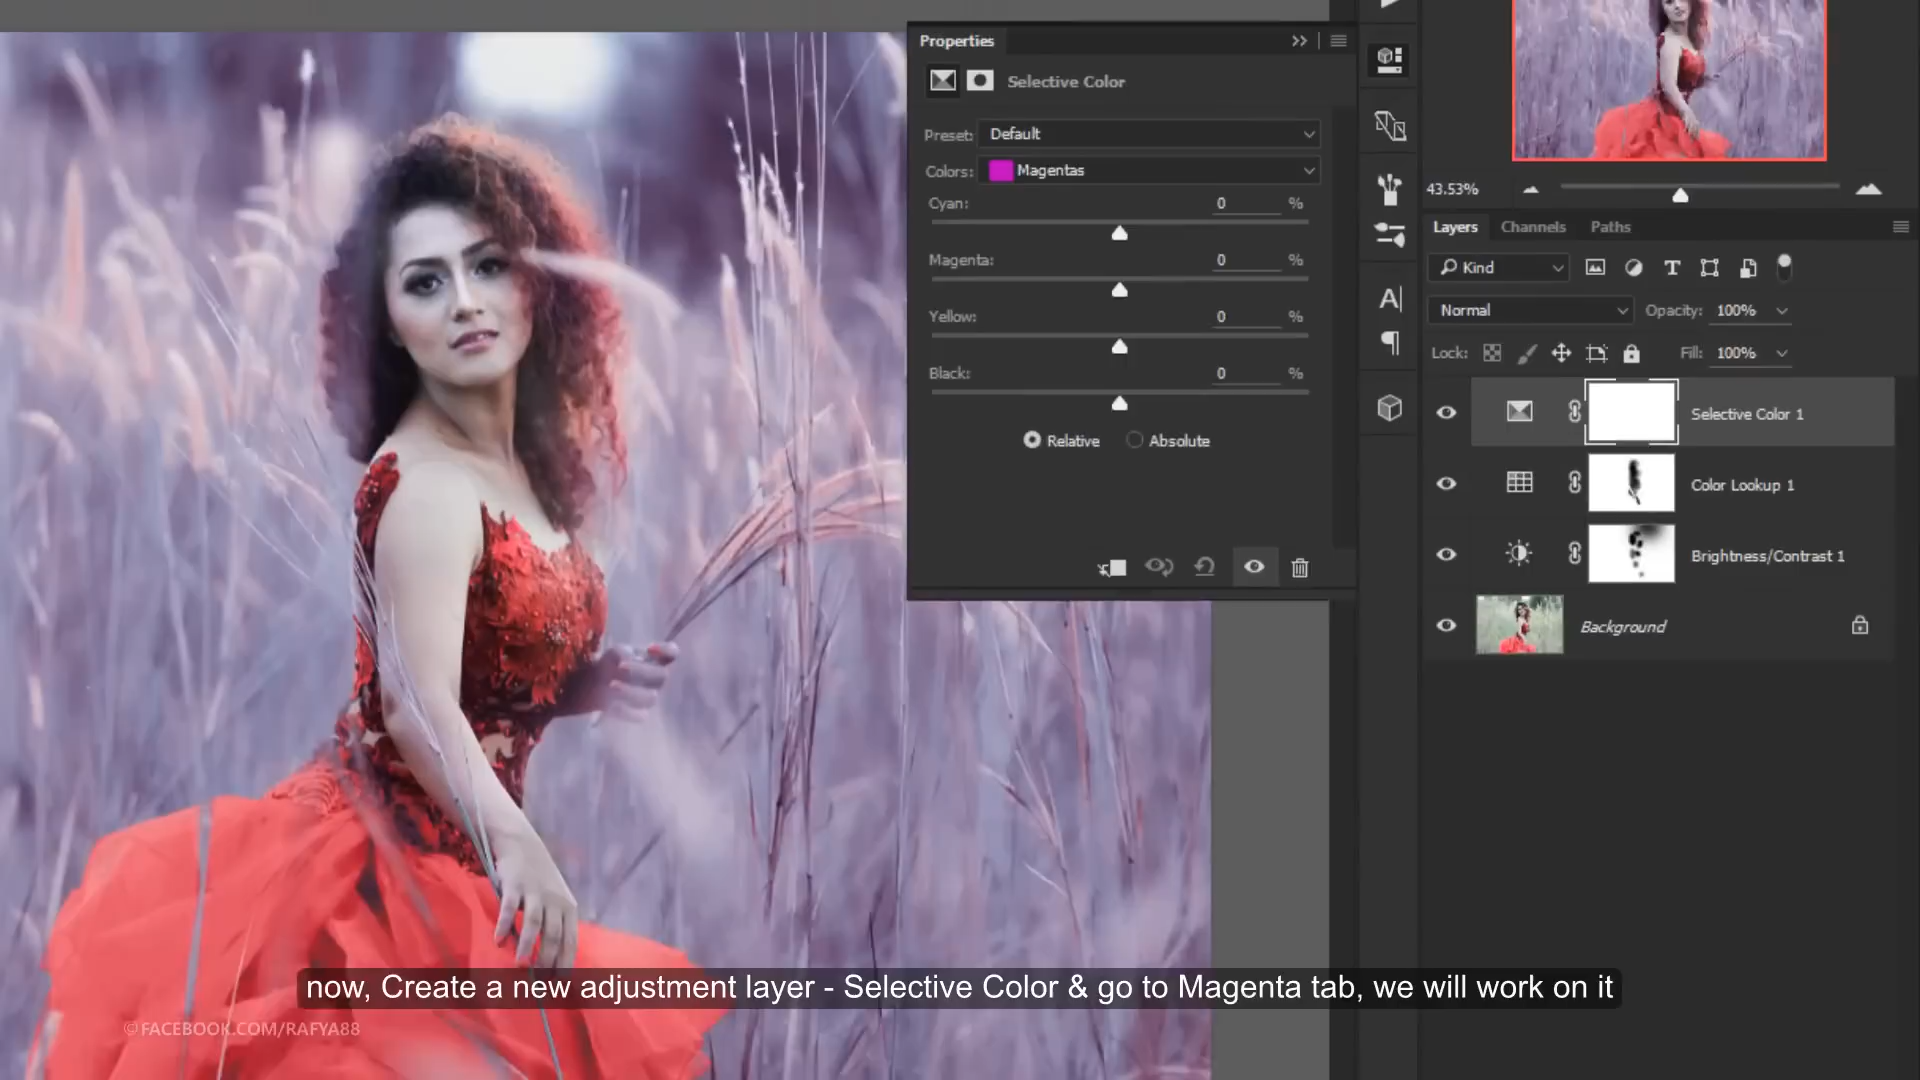 Properties
Selective Color
Preset: Default
Colors: Magentas
Cyan: 0 %
Magenta: 0 %
Yellow: 0 %
Black: 0 %
Relative Absolute
43.53%
Layers Channels Paths
Kind
Normal Opacity: 100%
Lock: Fill: 100%
Selective Color 1
Color Lookup 1
Brightness/Contrast 1
Background
now, Create a new adjustment layer - Selective Color & go to Magenta tab, we will work on it
©FACEBOOK.COM/RAFYA88